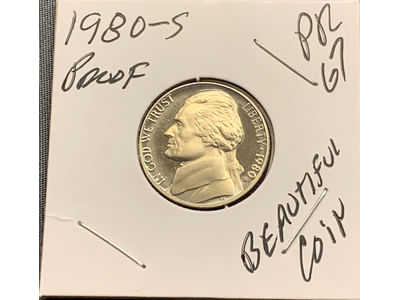 1980-S
PROOF
PR
67
BEAUTIFUL
COIN
IN GOD WE TRUST
LIBERTY ★ 1980